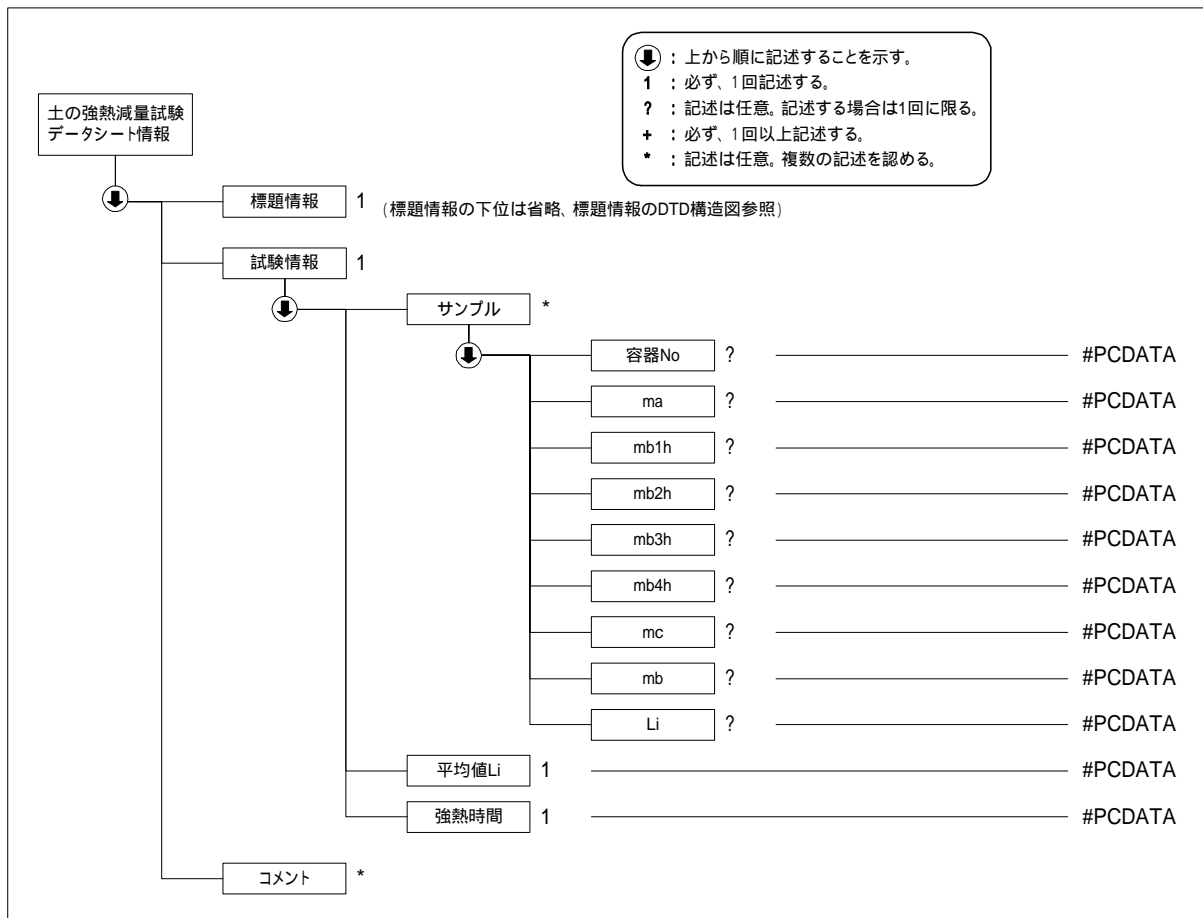 ：上から順に記述することを示す。
1 ：必ず、1回記述する。
? ：記述は任意。記述する場合は1回に限る。
+ ：必ず、1回以上記述する。
* ：記述は任意。複数の記述を認める。
土の強熱減量試験
データシート情報
標題情報 1 (標題情報の下位は省略、標題情報のDTD構造図参照)
試験情報 1
サンプル *
容器No ? #PCDATA
ma ? #PCDATA
mb1h ? #PCDATA
mb2h ? #PCDATA
mb3h ? #PCDATA
mb4h ? #PCDATA
mc ? #PCDATA
mb ? #PCDATA
Li ? #PCDATA
平均値Li 1 #PCDATA
強熱時間 1 #PCDATA
コメント *